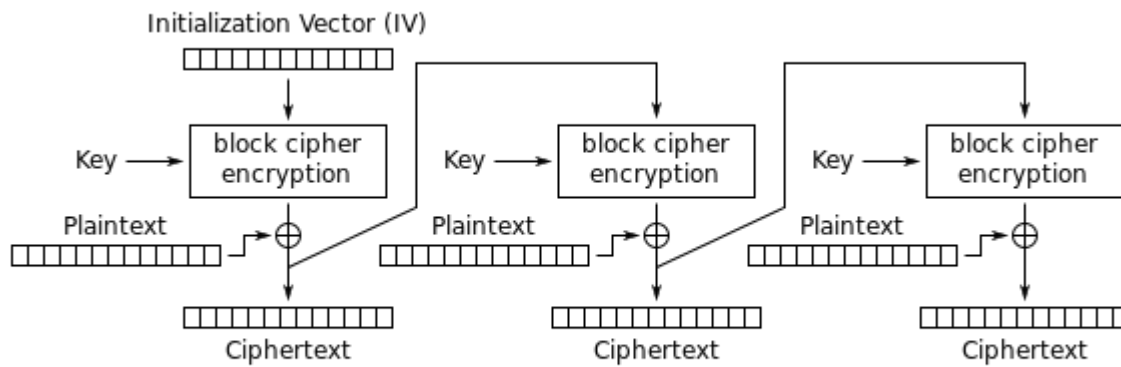 Initialization Vector (IV)
Key
block cipher
encryption
Plaintext
Ciphertext
Key
block cipher
encryption
Plaintext
Ciphertext
Key
block cipher
encryption
Plaintext
Ciphertext